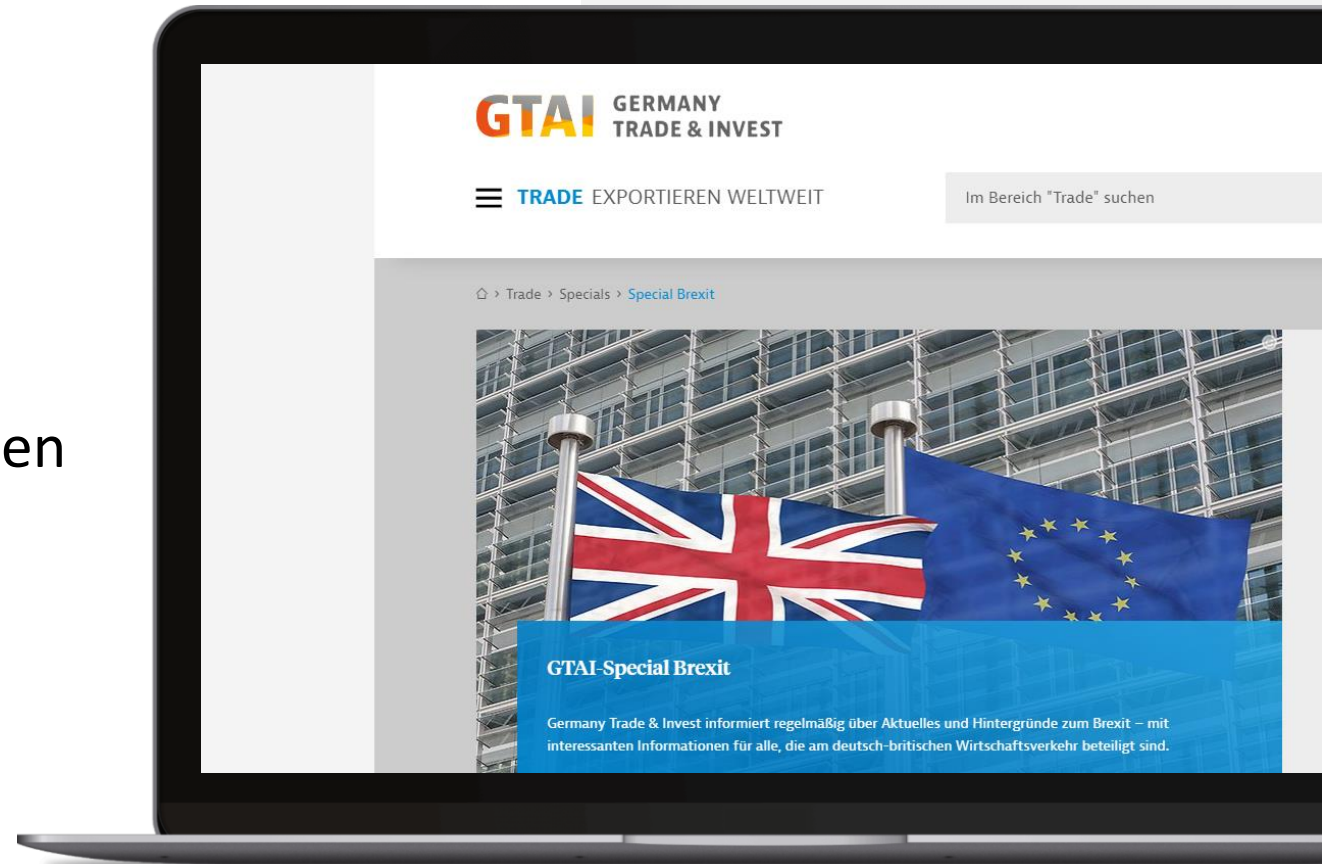 GTAI GERMANY
TRADE & INVEST
TRADE EXPORTIEREN WELTWEIT
Im Bereich "Trade" suchen
› Trade › Specials › Special Brexit
en
GTAI-Special Brexit
Germany Trade & Invest informiert regelmäßig über Aktuelles und Hintergründe zum Brexit – mit
interessanten Informationen für alle, die am deutsch-britischen Wirtschaftsverkehr beteiligt sind.